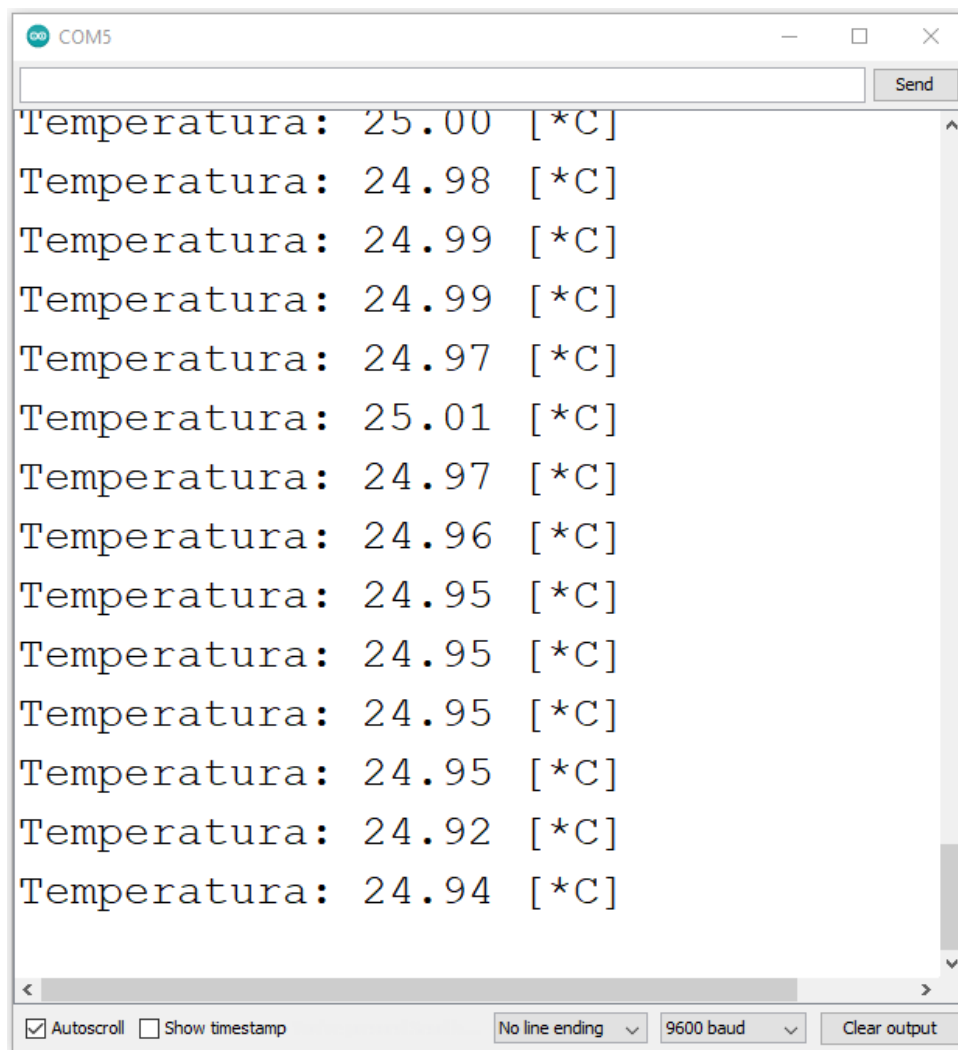 COM5
Send
Temperatura: 25.00 [*C]
Temperatura: 24.98 [*C]
Temperatura: 24.99 [*C]
Temperatura: 24.99 [*C]
Temperatura: 24.97 [*C]
Temperatura: 25.01 [*C]
Temperatura: 24.97 [*C]
Temperatura: 24.96 [*C]
Temperatura: 24.95 [*C]
Temperatura: 24.95 [*C]
Temperatura: 24.95 [*C]
Temperatura: 24.95 [*C]
Temperatura: 24.92 [*C]
Temperatura: 24.94 [*C]
Autoscroll Show timestamp No line ending 9600 baud Clear output